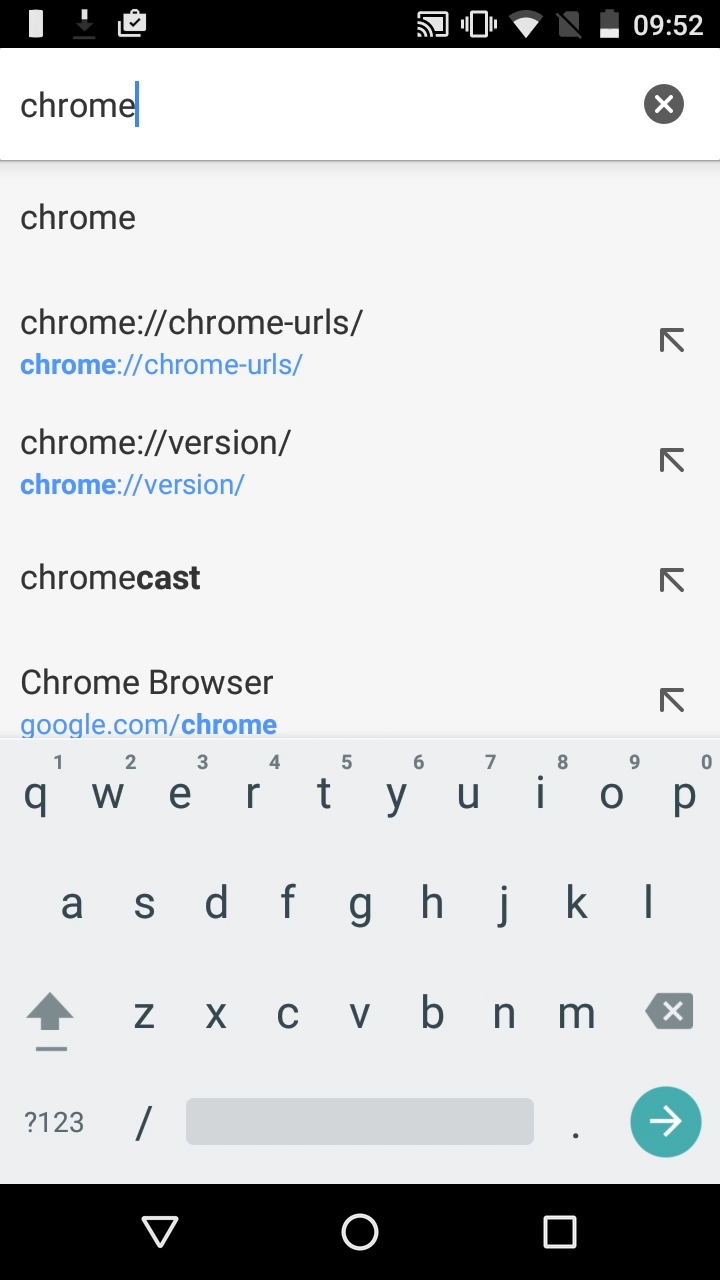 09:52
chrome
chrome
chrome://chrome-urls/
chrome://chrome-urls/
chrome://version/
chrome://version/
chromecast
Chrome Browser
google.com/chrome
1 2 3 4 5 6 7 8 9 0
q w e r t y u i o p
a s d f g h j k l
z x c v b n m
?123 / .